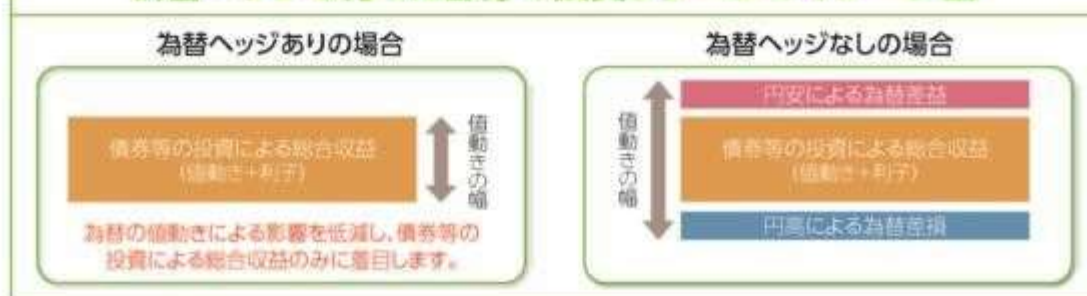 為替ヘッジありの場合
債券等の投資による総合収益
(値動き+利子)
値動きの幅
為替の値動きによる影響を低減し、債券等の
投資による総合収益のみに着目します。
為替ヘッジなしの場合
値動きの幅
円安による為替差益
債券等の投資による総合収益
(値動き+利子)
円高による為替差損